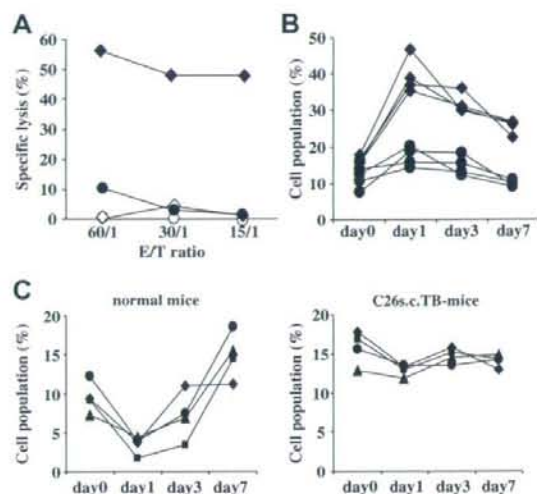 A
Specific lysis (%)
60
50
40
30
20
10
0
60/1 30/1 15/1
E/T ratio
B
Cell population (%)
50
40
30
20
10
0
day0 day1 day3 day7
C
normal mice
Cell population (%)
20
15
10
5
0
day0 day1 day3 day7
C26s.c.TB-mice
Cell population (%)
20
15
10
5
0
day0 day1 day3 day7